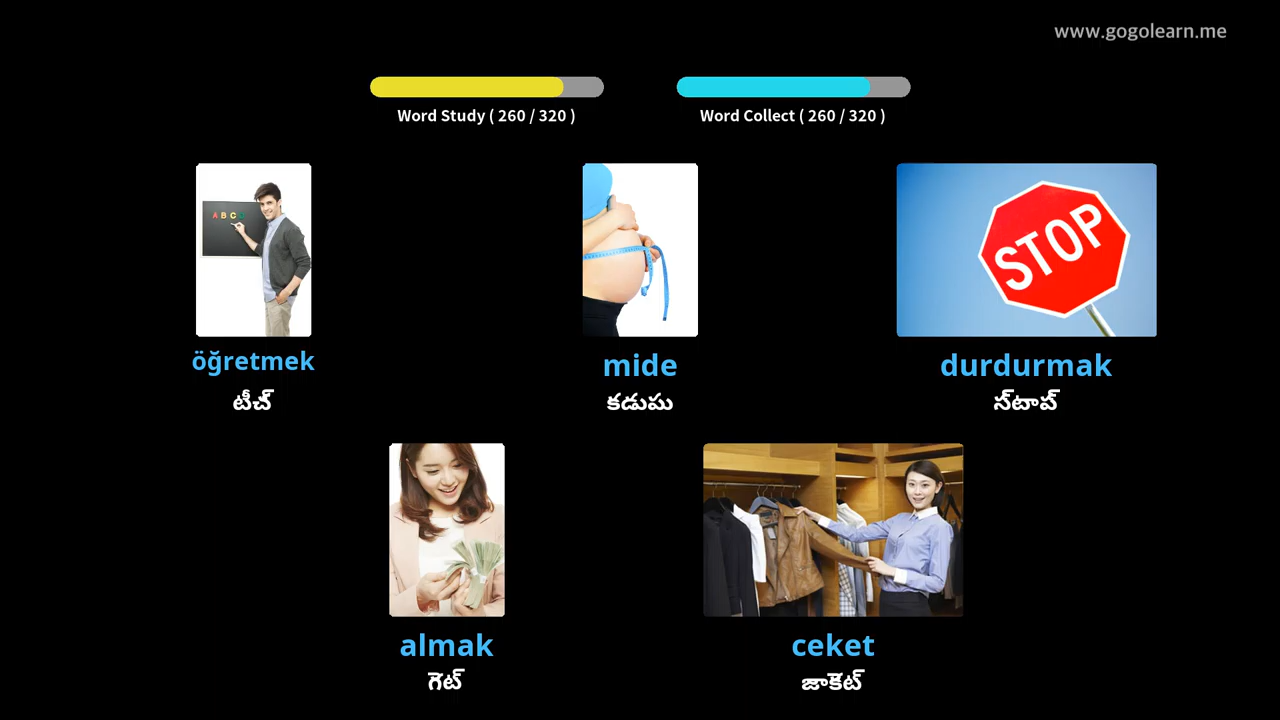 www.gogolearn.me
Word Study ( 260 / 320 )
Word Collect ( 260 / 320 )
A B C D
STOP
öğretmek
టీచ్
mide
కడుపు
durdurmak
స్టాప్
almak
గెట్
ceket
జాకెట్